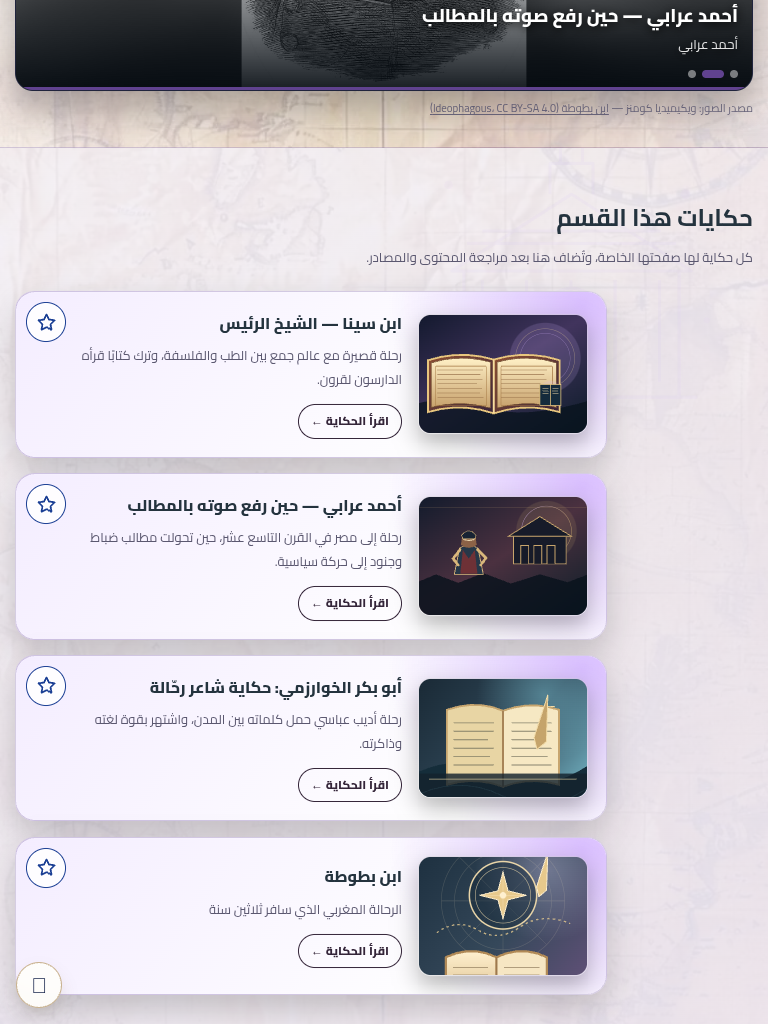 أحمد عرابي — حين رفع صوته بالمطالب
أحمد عرابي
مصدر الصور: ويكيميديا كومنز — ابن بطوطة (Ideophagous، CC BY-SA 4.0)
حكايات هذا القسم
كل حكاية لها صفحتها الخاصة، وتُضاف هنا بعد مراجعة المحتوى والمصادر.
ابن سينا — الشيخ الرئيس
رحلة قصيرة مع عالم جمع بين الطب والفلسفة، وترك كتابًا قرأه
الدارسون لقرون.
اقرأ الحكاية ←
أحمد عرابي — حين رفع صوته بالمطالب
رحلة إلى مصر في القرن التاسع عشر، حين تحولت مطالب ضباط
وجنود إلى حركة سياسية.
اقرأ الحكاية ←
أبو بكر الخوارزمي: حكاية شاعر رحّالة
رحلة أديب عباسي حمل كلماته بين المدن، واشتهر بقوة لغته
وذاكرته.
اقرأ الحكاية ←
ابن بطوطة
الرحالة المغربي الذي سافر ثلاثين سنة
اقرأ الحكاية ←